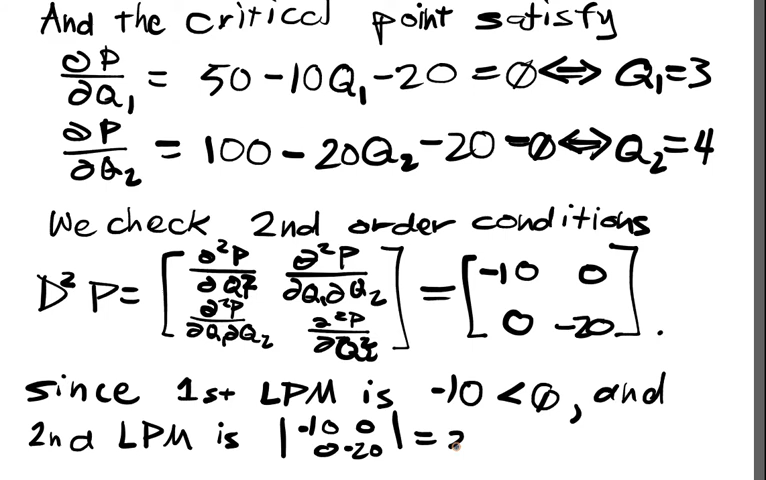 And the critical point satisfy
∂P/∂Q₁ = 50 - 10Q₁ - 20 = 0 ⟺ Q₁ = 3
∂P/∂Q₂ = 100 - 20Q₂ - 20 = 0 ⟺ Q₂ = 4
We check 2nd order conditions
D²P = [ ∂²P/∂Q₁² ∂²P/∂Q₁∂Q₂ ; ∂²P/∂Q₁∂Q₂ ∂²P/∂Q₂² ] = [ -10 0 ; 0 -20 ].
since 1st LPM is -10 < 0, and
2nd LPM is | -10 0 ; 0 -20 | = 2